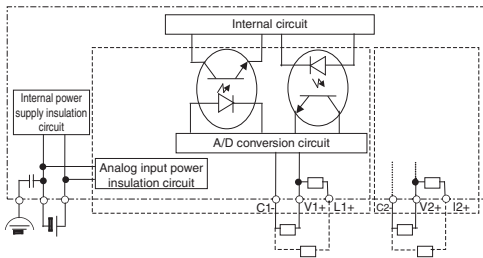 Internal circuit
Internal power
supply insulation
circuit
A/D conversion circuit
Analog input power
insulation circuit
C1- V1+ L1+ C2- V2+ I2+